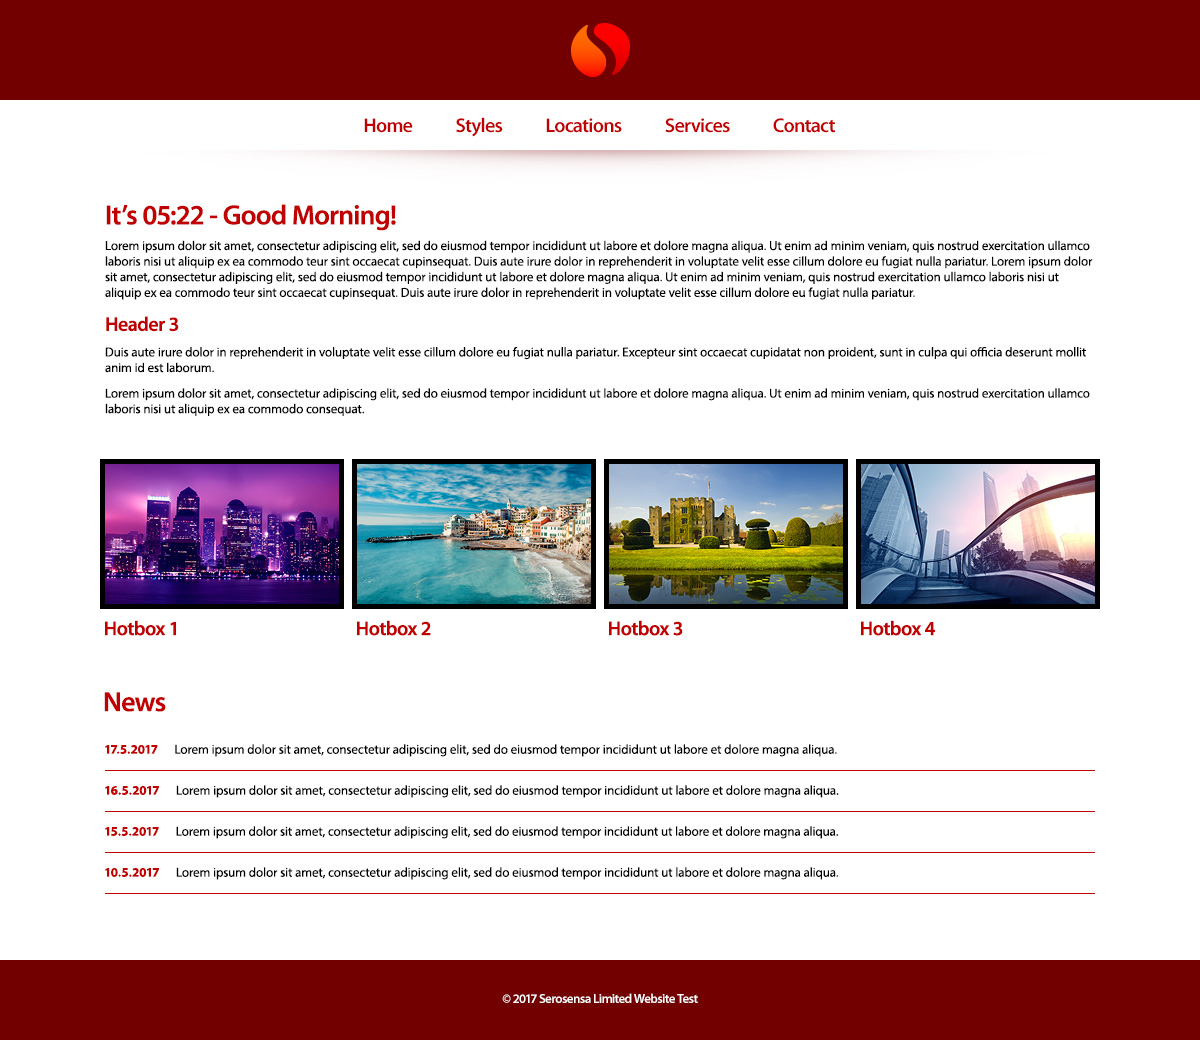 Home Styles Locations Services Contact
It’s 05:22 - Good Morning!
Lorem ipsum dolor sit amet, consectetur adipiscing elit, sed do eiusmod tempor incididunt ut labore et dolore magna aliqua. Ut enim ad minim veniam, quis nostrud exercitation ullamco
laboris nisi ut aliquip ex ea commodo teur sint occaecat cupinsequat. Duis aute irure dolor in reprehenderit in voluptate velit esse cillum dolore eu fugiat nulla pariatur. Lorem ipsum dolor
sit amet, consectetur adipiscing elit, sed do eiusmod tempor incididunt ut labore et dolore magna aliqua. Ut enim ad minim veniam, quis nostrud exercitation ullamco laboris nisi ut
aliquip ex ea commodo teur sint occaecat cupinsequat. Duis aute irure dolor in reprehenderit in voluptate velit esse cillum dolore eu fugiat nulla pariatur.
Header 3
Duis aute irure dolor in reprehenderit in voluptate velit esse cillum dolore eu fugiat nulla pariatur. Excepteur sint occaecat cupidatat non proident, sunt in culpa qui officia deserunt mollit
anim id est laborum.
Lorem ipsum dolor sit amet, consectetur adipiscing elit, sed do eiusmod tempor incididunt ut labore et dolore magna aliqua. Ut enim ad minim veniam, quis nostrud exercitation ullamco
laboris nisi ut aliquip ex ea commodo consequat.
Hotbox 1 Hotbox 2 Hotbox 3 Hotbox 4
News
17.5.2017 Lorem ipsum dolor sit amet, consectetur adipiscing elit, sed do eiusmod tempor incididunt ut labore et dolore magna aliqua.
16.5.2017 Lorem ipsum dolor sit amet, consectetur adipiscing elit, sed do eiusmod tempor incididunt ut labore et dolore magna aliqua.
15.5.2017 Lorem ipsum dolor sit amet, consectetur adipiscing elit, sed do eiusmod tempor incididunt ut labore et dolore magna aliqua.
10.5.2017 Lorem ipsum dolor sit amet, consectetur adipiscing elit, sed do eiusmod tempor incididunt ut labore et dolore magna aliqua.
© 2017 Serosensa Limited Website Test